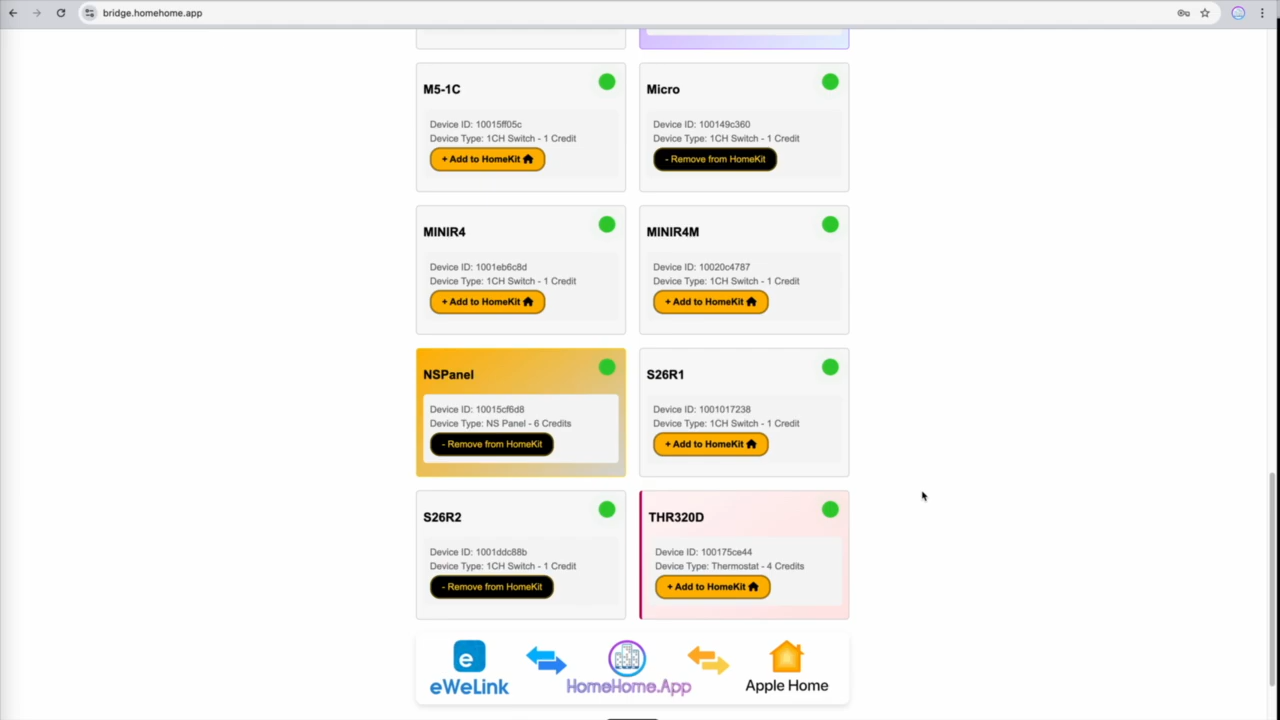 bridge.homehome.app
M5-1C
Device ID: 10015ff05c
Device Type: 1CH Switch - 1 Credit
+ Add to HomeKit
Micro
Device ID: 100149c360
Device Type: 1CH Switch - 1 Credit
- Remove from HomeKit
MINIR4
Device ID: 1001eb6c8d
Device Type: 1CH Switch - 1 Credit
+ Add to HomeKit
MINIR4M
Device ID: 10020c4787
Device Type: 1CH Switch - 1 Credit
+ Add to HomeKit
NSPanel
Device ID: 10015cf6d8
Device Type: NS Panel - 6 Credits
- Remove from HomeKit
S26R1
Device ID: 1001017238
Device Type: 1CH Switch - 1 Credit
+ Add to HomeKit
S26R2
Device ID: 1001ddc88b
Device Type: 1CH Switch - 1 Credit
- Remove from HomeKit
THR320D
Device ID: 100175ce44
Device Type: Thermostat - 4 Credits
+ Add to HomeKit
e
eWeLink
HomeHome.App
Apple Home